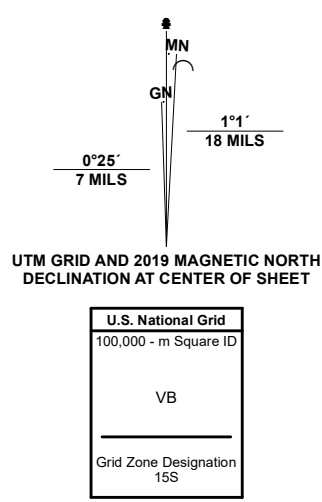 MN
GN
1°1´
18 MILS
0°25´
7 MILS
UTM GRID AND 2019 MAGNETIC NORTH
DECLINATION AT CENTER OF SHEET
U.S. National Grid
100,000 - m Square ID
VB
Grid Zone Designation
15S